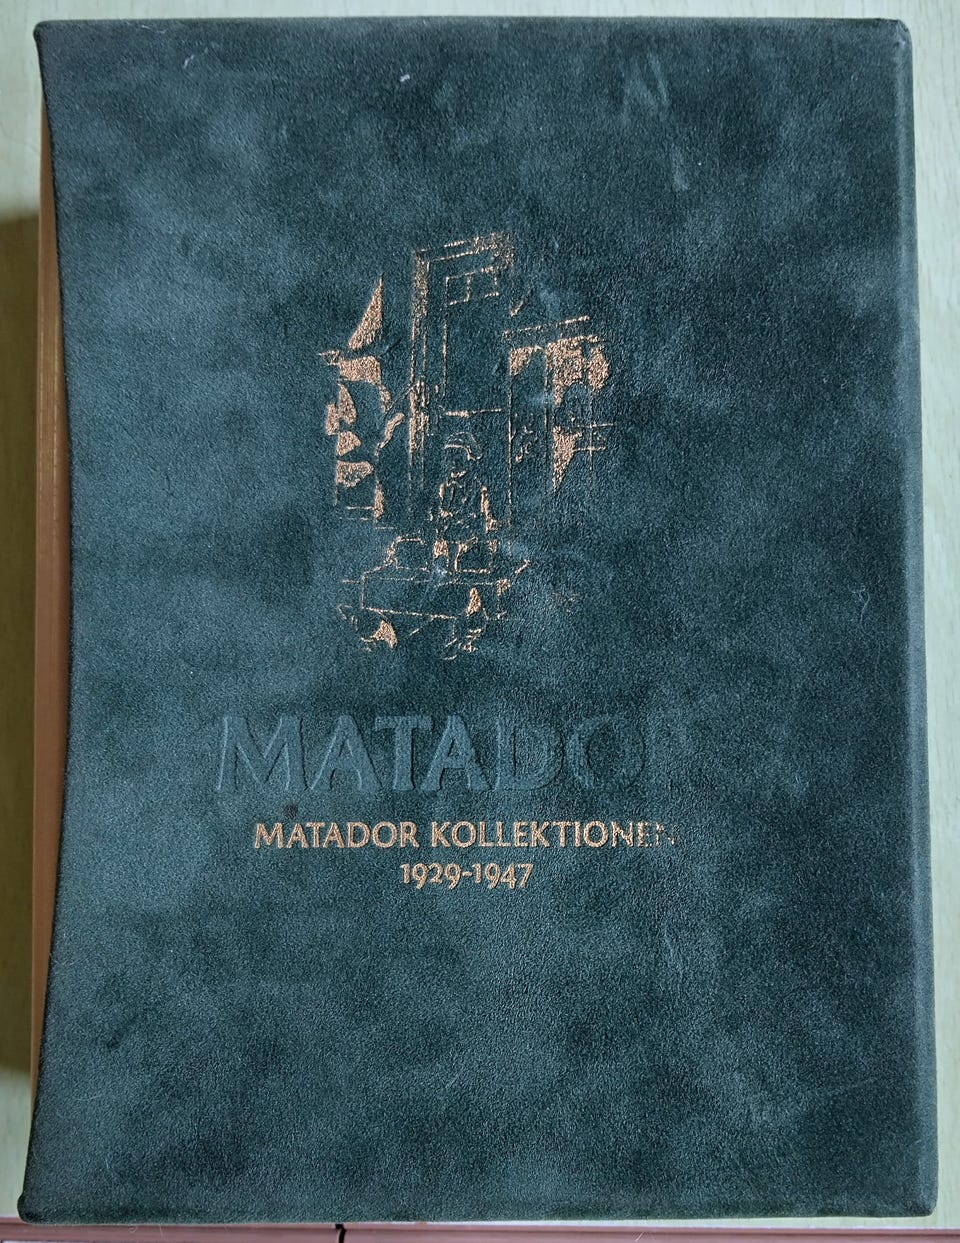 MATADOR
MATADOR KOLLEKTIONEN
1929-1947